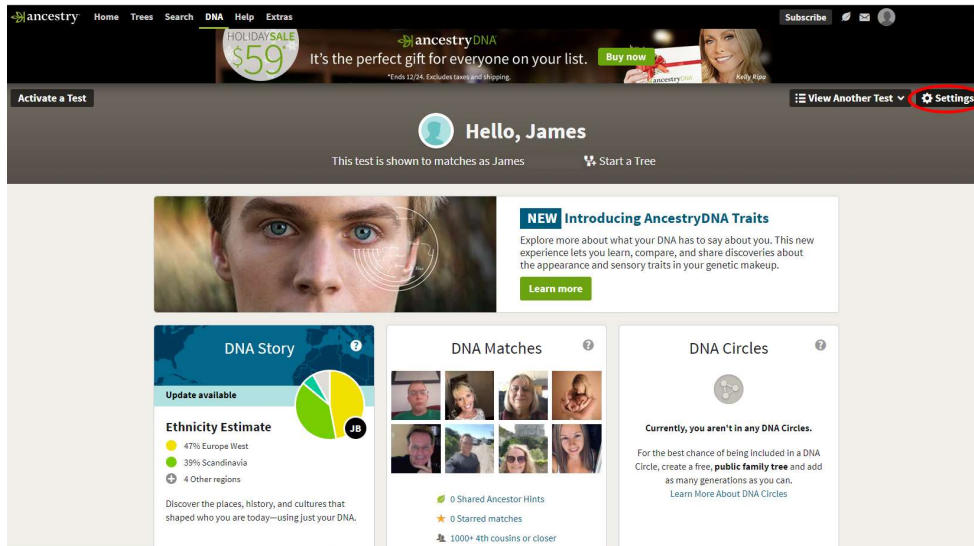 ancestry Home Trees Search DNA Help Extras Subscribe
HOLIDAY SALE
$59*
ancestryDNA
It's the perfect gift for everyone on your list. Buy now
*Ends 12/24. Excludes taxes and shipping.
ancestryDNA
Kelly Ripa
Activate a Test View Another Test Settings
Hello, James
This test is shown to matches as James Start a Tree
NEW Introducing AncestryDNA Traits
Explore more about what your DNA has to say about you. This new
experience lets you learn, compare, and share discoveries about
the appearance and sensory traits in your genetic makeup.
Learn more
DNA Story ?
Update available
JB
Ethnicity Estimate
47% Europe West
39% Scandinavia
4 Other regions
Discover the places, history, and cultures that
shaped who you are today—using just your DNA.
DNA Matches ?
0 Shared Ancestor Hints
0 Starred matches
1000+ 4th cousins or closer
DNA Circles ?
Currently, you aren't in any DNA Circles.
For the best chance of being included in a DNA
Circle, create a free, public family tree and add
as many generations as you can.
Learn More About DNA Circles